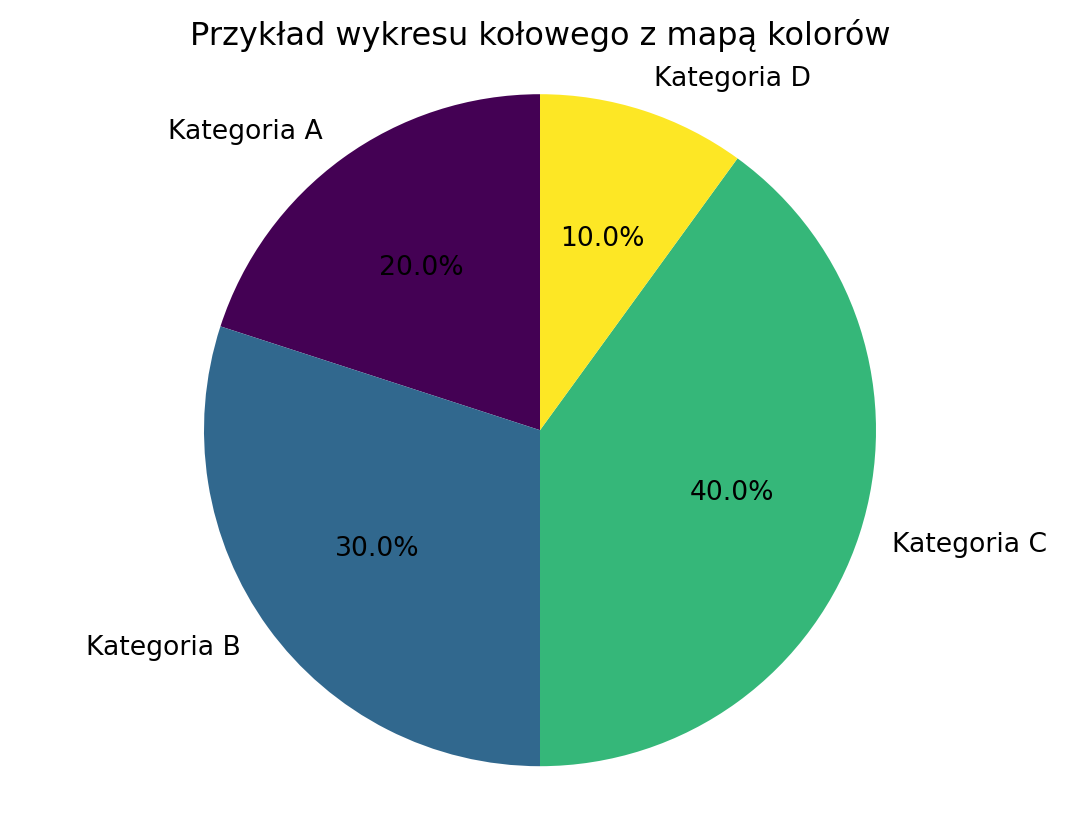 Przykład wykresu kołowego z mapą kolorów
Kategoria D
Kategoria A
10.0%
20.0%
40.0%
Kategoria C
30.0%
Kategoria B